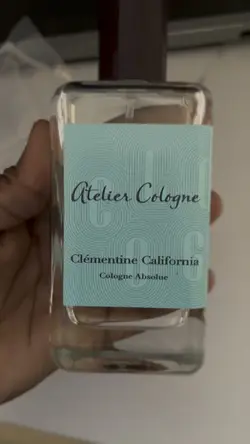 Atelier Cologne
Clémentine California
Cologne Absolue